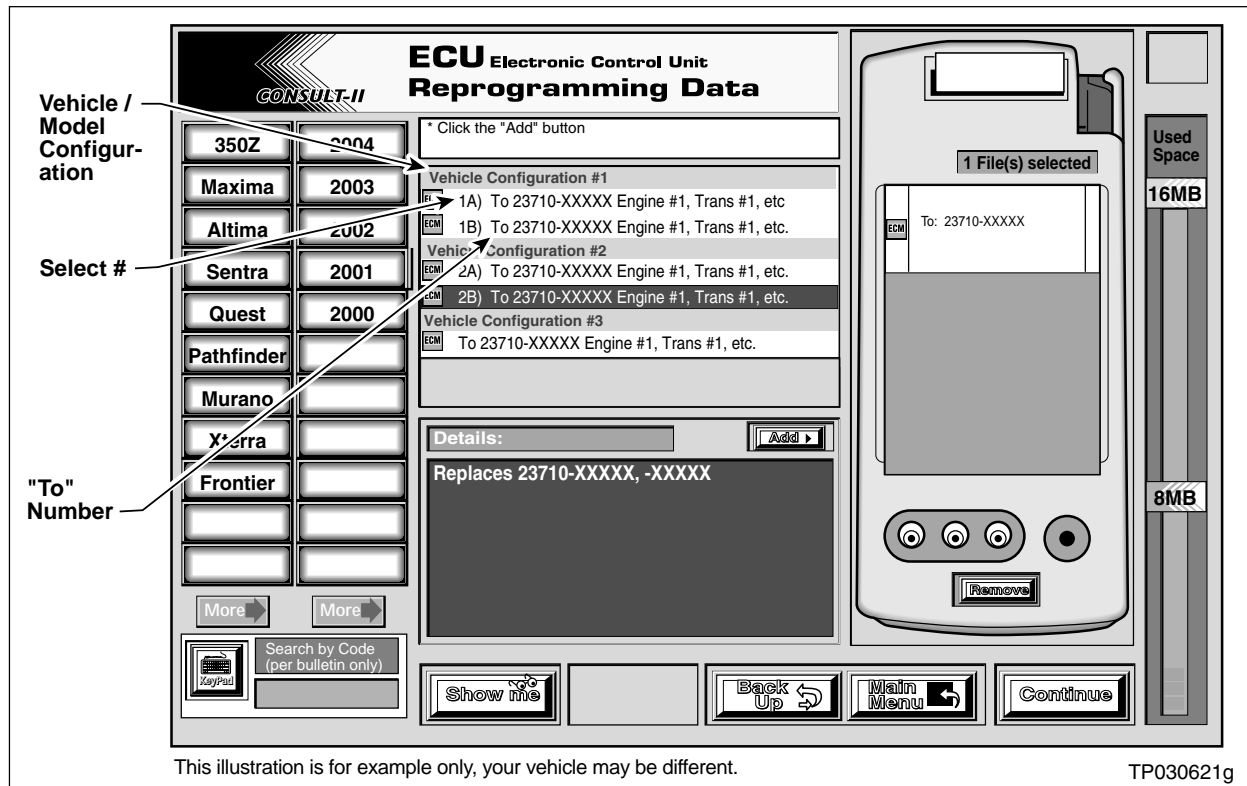 CONSULT-II
ECU Electronic Control Unit
Reprogramming Data
Vehicle /
Model
Configur-
ation
Select #
"To"
Number
350Z
Maxima
Altima
Sentra
Quest
Pathfinder
Murano
Xterra
Frontier
More
2004
2003
2002
2001
2000
More
KeyPad
Search by Code
(per bulletin only)
* Click the "Add" button
Vehicle Configuration #1
ECM 1A) To 23710-XXXXX Engine #1, Trans #1, etc
ECM 1B) To 23710-XXXXX Engine #1, Trans #1, etc.
Vehicle Configuration #2
ECM 2A) To 23710-XXXXX Engine #1, Trans #1, etc.
ECM 2B) To 23710-XXXXX Engine #1, Trans #1, etc.
Vehicle Configuration #3
ECM To 23710-XXXXX Engine #1, Trans #1, etc.
Details:
Add
Replaces 23710-XXXXX, -XXXXX
Show me
Back
Up
Main
Menu
Continue
1 File(s) selected
ECM To: 23710-XXXXX
Remove
Used
Space
16MB
8MB
This illustration is for example only, your vehicle may be different.
TP030621g